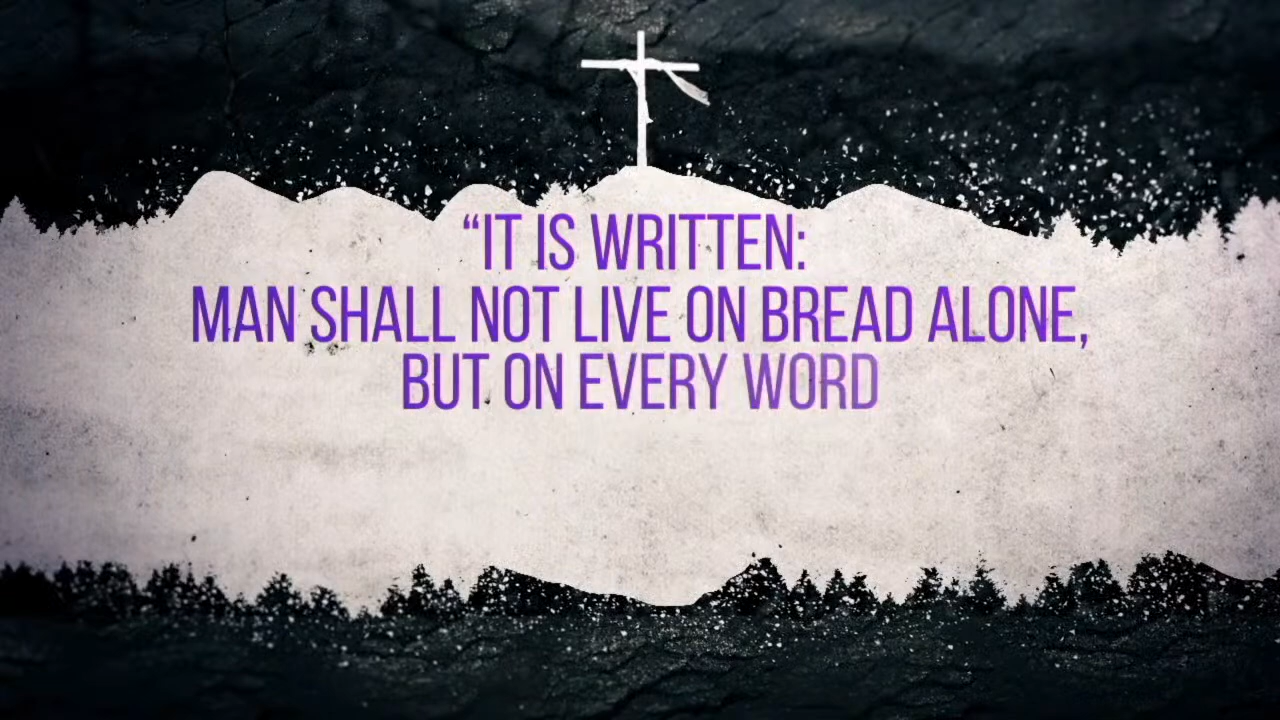 “IT IS WRITTEN:
MAN SHALL NOT LIVE ON BREAD ALONE,
BUT ON EVERY WORD